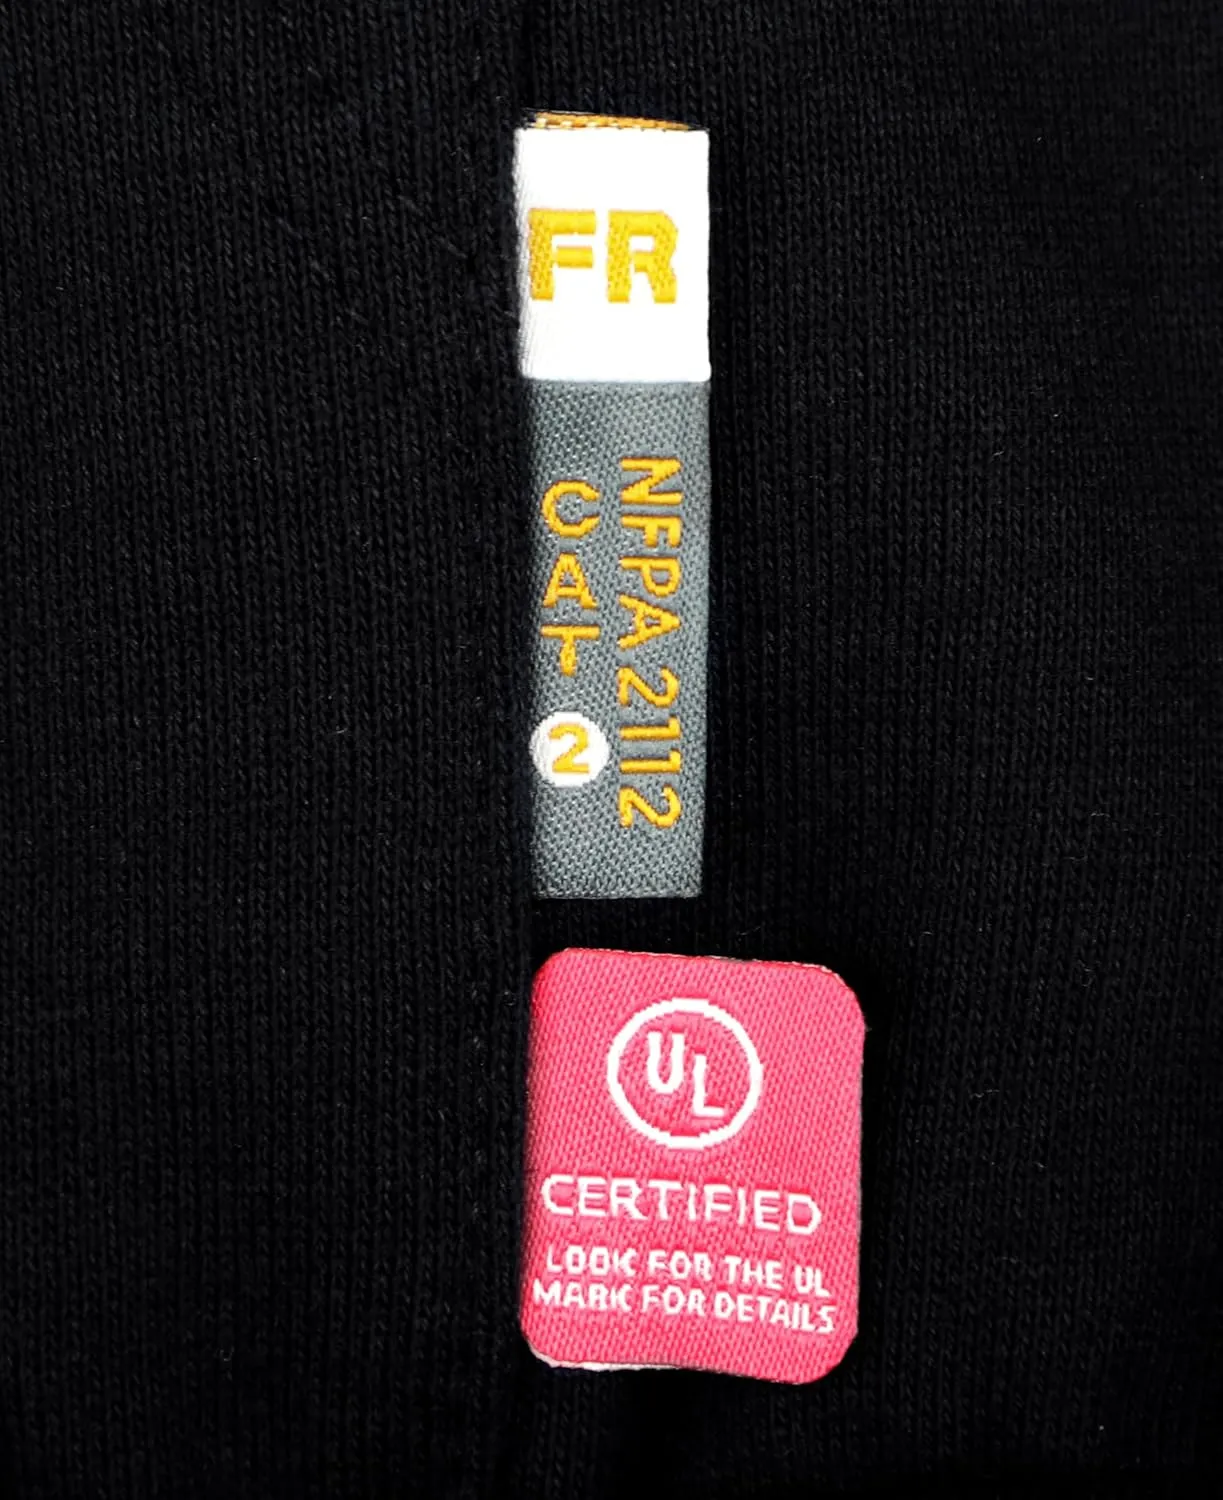 FR
NFPA 2112
CAT 2
UL
CERTIFIED
LOOK FOR THE UL
MARK FOR DETAILS